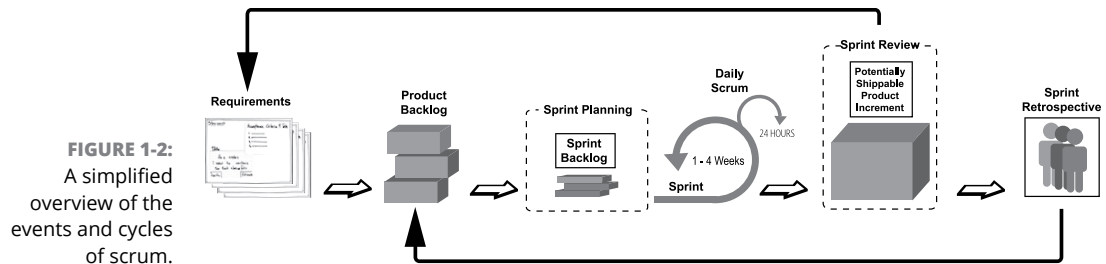 Sprint Review
Potentially
Shippable
Product
Increment
Daily
Scrum
Product
Backlog
Requirements
Sprint
Retrospective
Sprint Planning
Sprint
Backlog
24 HOURS
1 - 4 Weeks
Sprint
FIGURE 1-2:
A simplified
overview of the
events and cycles
of scrum.